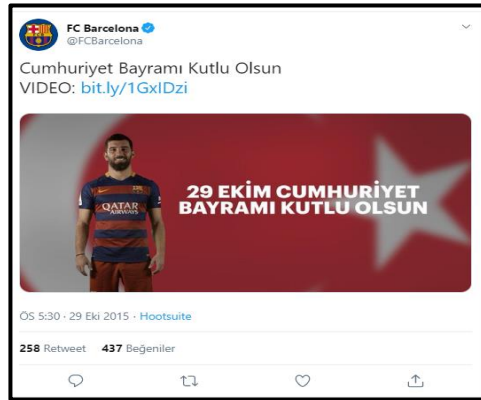 FC Barcelona
@FCBarcelona
Cumhuriyet Bayramı Kutlu Olsun
VIDEO: bit.ly/1GxIDzi
29 EKİM CUMHURİYET
BAYRAMI KUTLU OLSUN
QATAR
AIRWAYS
ÖS 5:30 · 29 Eki 2015 · Hootsuite
258 Retweet 437 Beğeniler